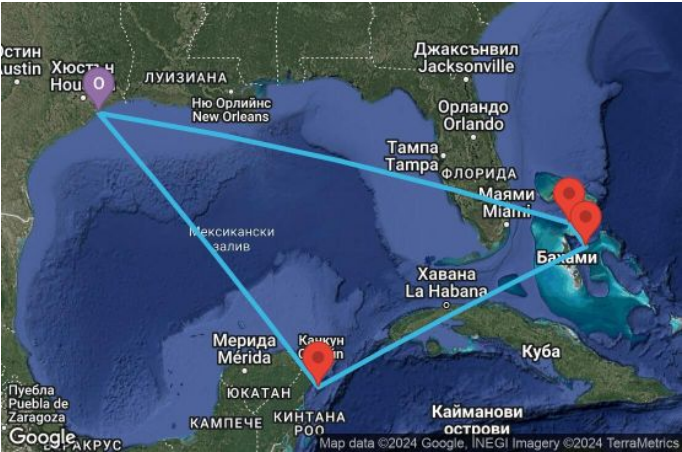 Остин
Austin
Хюстън
Houston
O
ЛУИЗИАНА
Ню Орлийнс
New Orleans
Джаксънвил
Jacksonville
Орландо
Orlando
Тампа
Tampa
ФЛОРИДА
Маями
Miami
Мексикански
залив
Бахами
Хавана
La Habana
Мерида
Mérida
Канкун
Куба
ЮКАТАН
Пуебла
Puebla de
Zaragoza
КАМПЕЧЕ
КИНТАНА
РОО
Кайманови
острови
Google
Map data ©2024 Google, INEGI Imagery ©2024 TerraMetrics